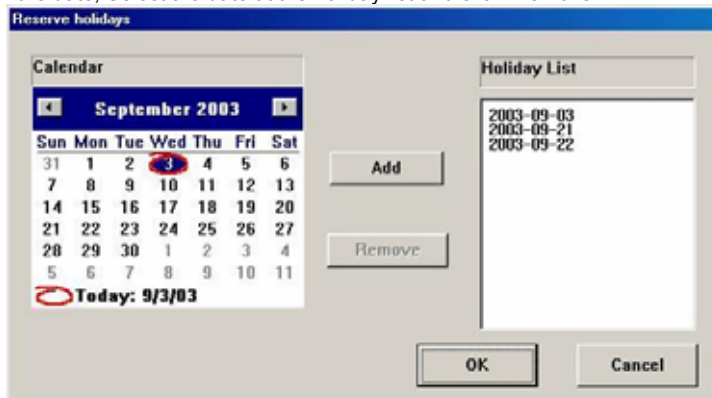 Reserve holidays
Calendar
September 2003
Sun Mon Tue Wed Thu Fri Sat
31 1 2 3 4 5 6
7 8 9 10 11 12 13
14 15 16 17 18 19 20
21 22 23 24 25 26 27
28 29 30 1 2 3 4
5 6 7 8 9 10 11
Today: 9/3/03
Add
Remove
Holiday List
2003-09-03
2003-09-21
2003-09-22
OK
Cancel